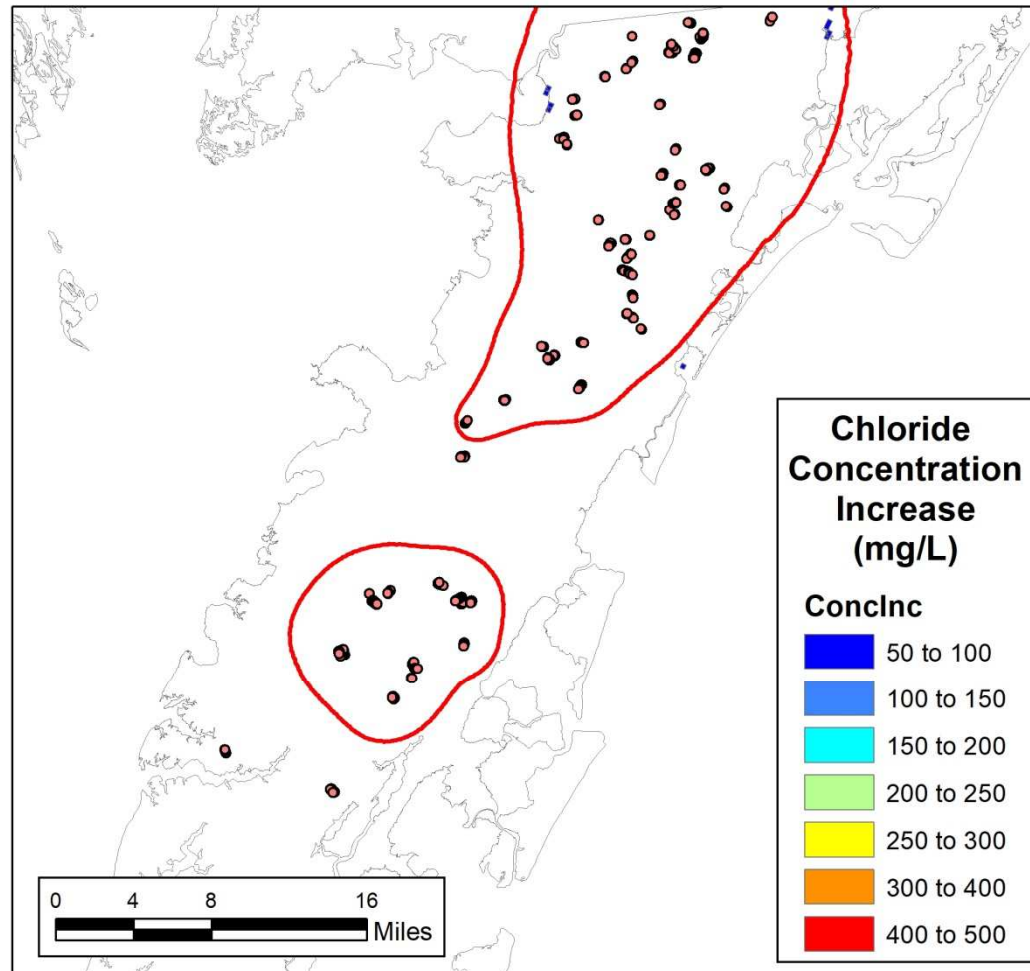 Chloride
Concentration
Increase
(mg/L)
ConcInc
50 to 100
100 to 150
150 to 200
200 to 250
250 to 300
300 to 400
400 to 500
0 4 8 16
Miles